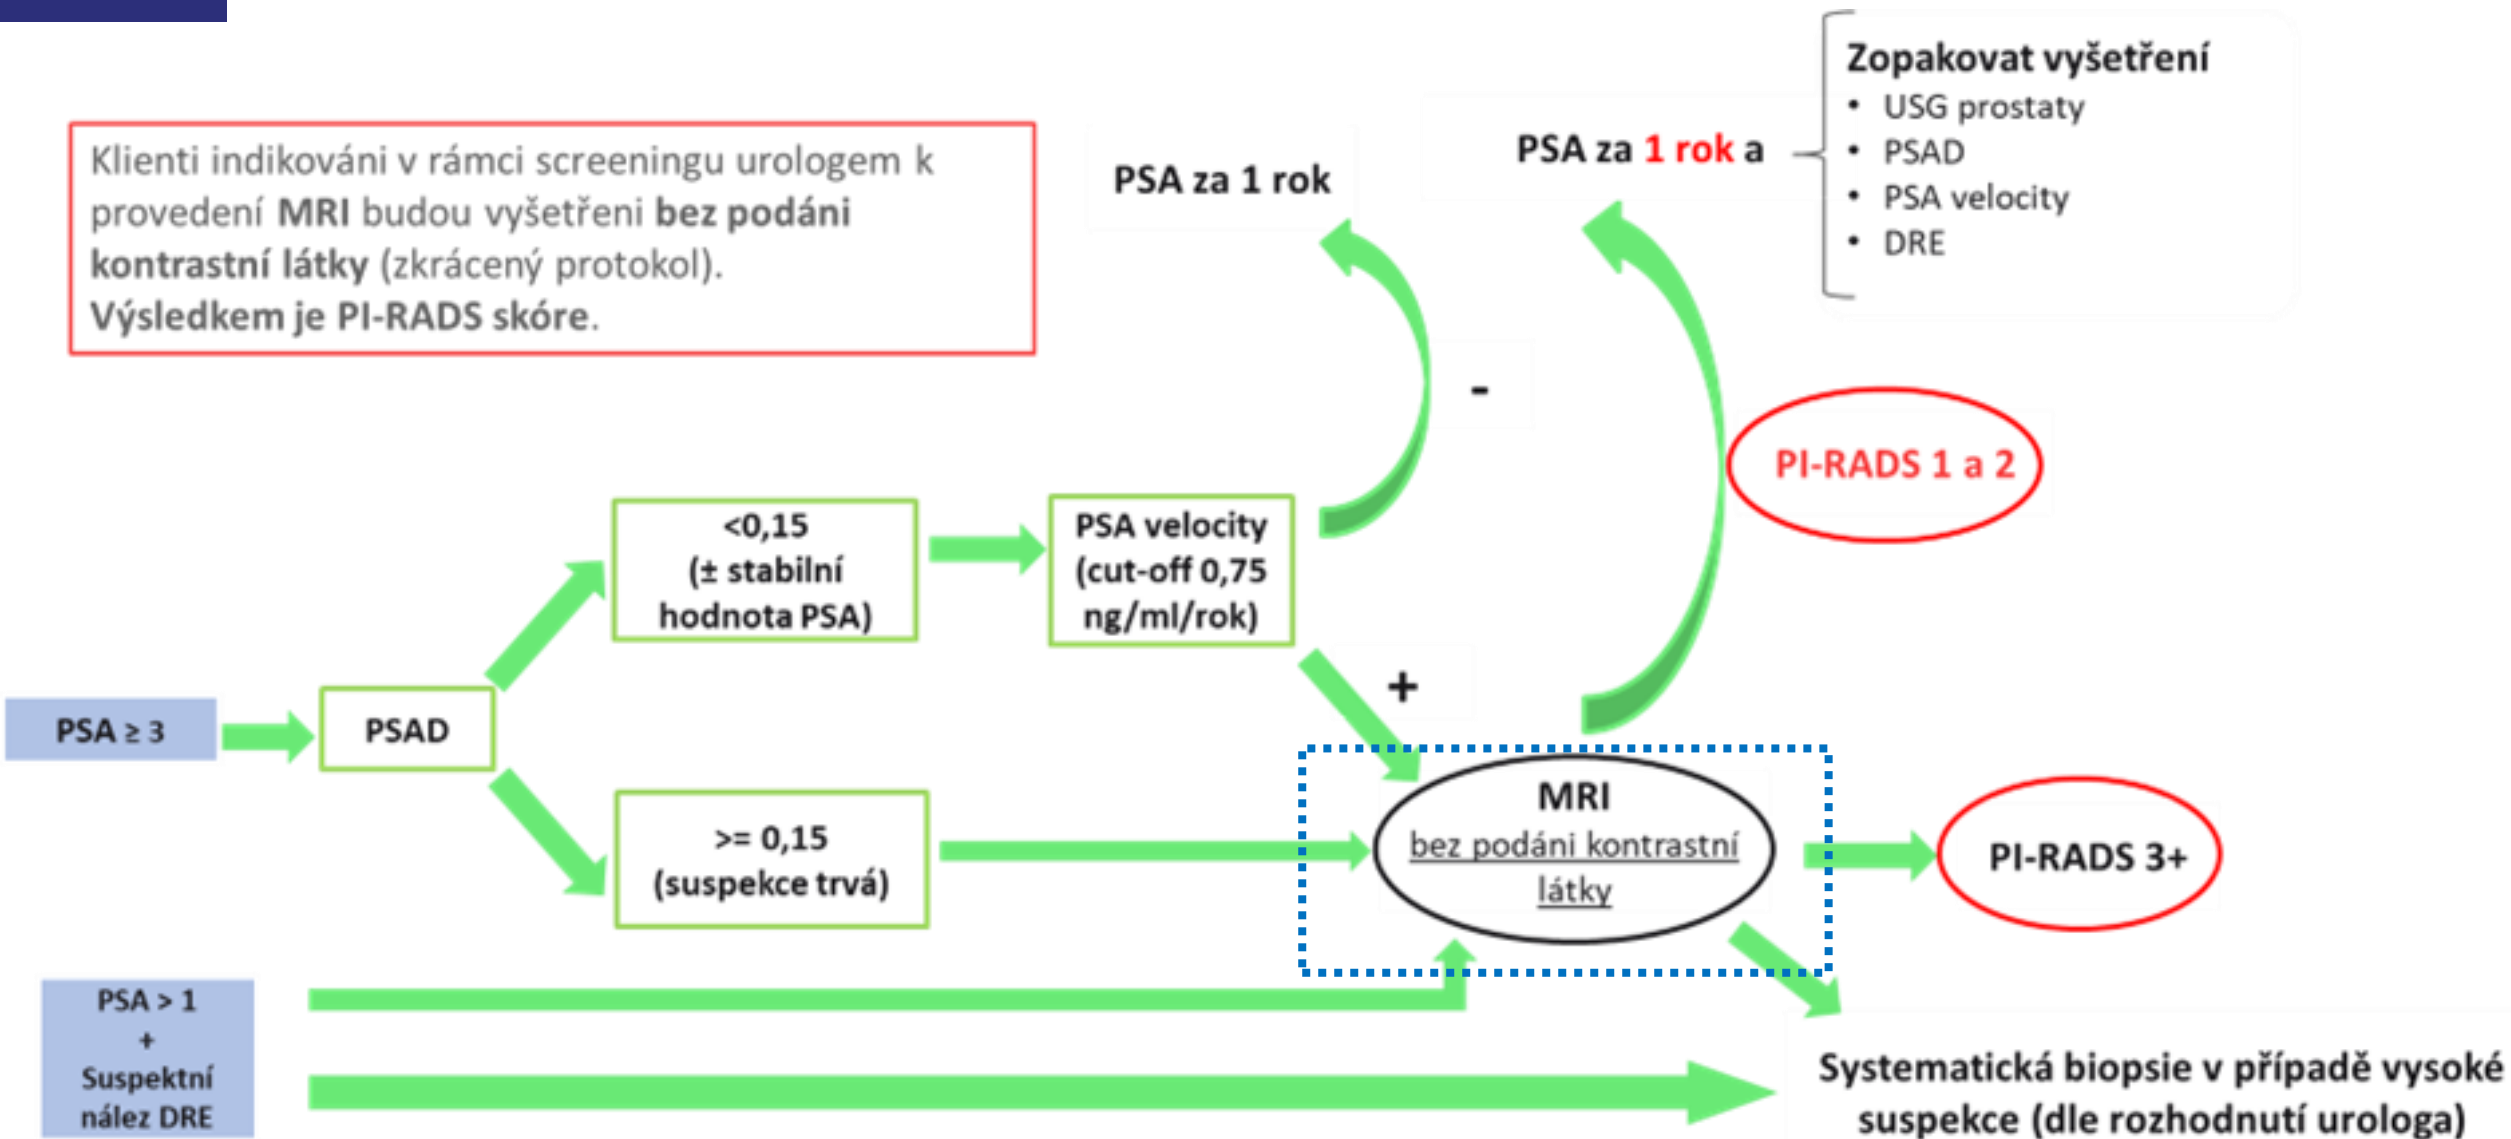 Klienti indikováni v rámci screeningu urologem k
provedení MRI budou vyšetřeni bez podáni
kontrastní látky (zkrácený protokol).
Výsledkem je PI-RADS skóre.
PSA za 1 rok
PSA za 1 rok a
Zopakovat vyšetření
• USG prostaty
• PSAD
• PSA velocity
• DRE
-
PI-RADS 1 a 2
<0,15
(± stabilní
hodnota PSA)
PSA velocity
(cut-off 0,75
ng/ml/rok)
+
PSA ≥ 3
PSAD
>= 0,15
(suspekce trvá)
MRI
bez podáni kontrastní
látky
PI-RADS 3+
PSA > 1
+
Suspektní
nález DRE
Systematická biopsie v případě vysoké
suspekce (dle rozhodnutí urologa)